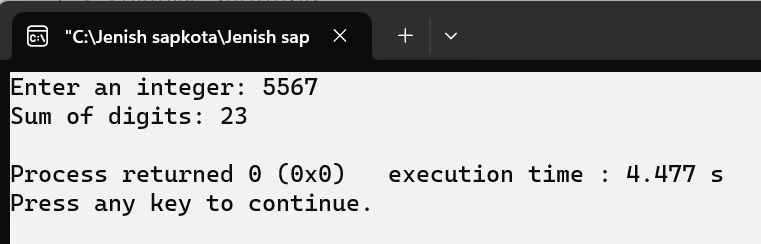 "C:\Jenish sapkota\Jenish sap
Enter an integer: 5567
Sum of digits: 23
Process returned 0 (0x0)   execution time : 4.477 s
Press any key to continue.